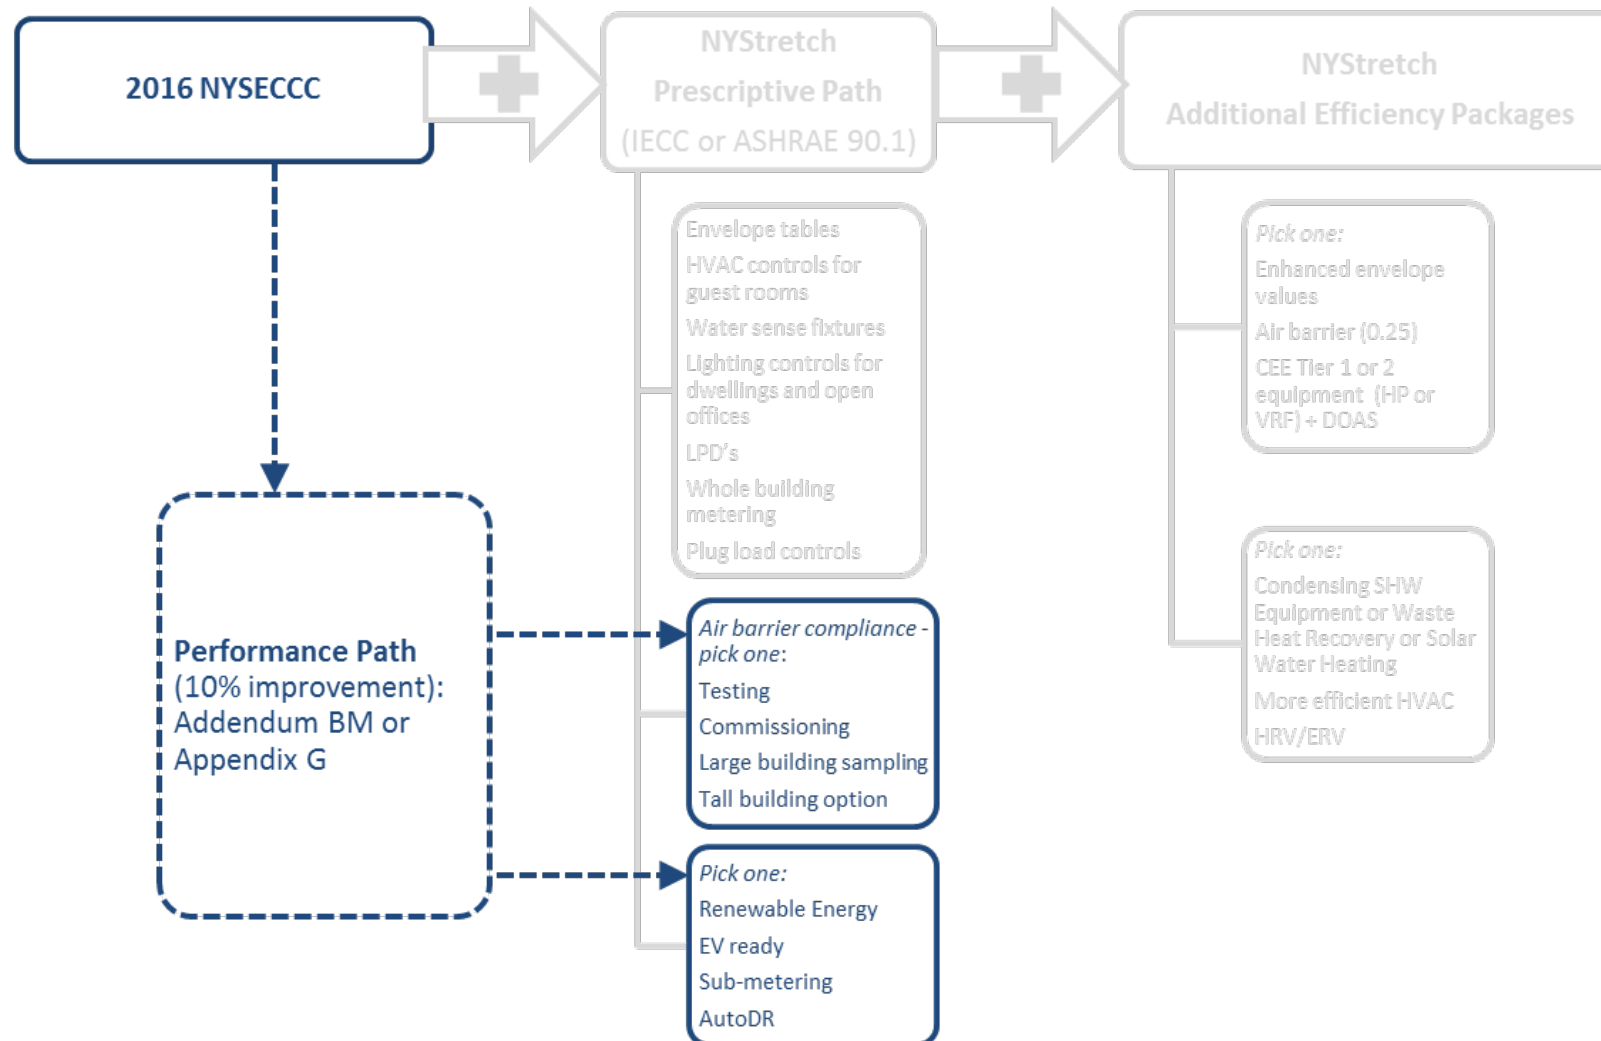 2016 NYSECCC
NYStretch
Prescriptive Path
(IECC or ASHRAE 90.1)
NYStretch
Additional Efficiency Packages
Envelope tables
HVAC controls for
guest rooms
Water sense fixtures
Lighting controls for
dwellings and open
offices
LPD's
Whole building
metering
Plug load controls
Pick one:
Enhanced envelope
values
Air barrier (0.25)
CEE Tier 1 or 2
equipment (HP or
VRF) + DOAS
Pick one:
Condensing SHW
Equipment or Waste
Heat Recovery or Solar
Water Heating
More efficient HVAC
HRV/ERV
Performance Path
(10% improvement):
Addendum BM or
Appendix G
Air barrier compliance -
pick one:
Testing
Commissioning
Large building sampling
Tall building option
Pick one:
Renewable Energy
EV ready
Sub-metering
AutoDR